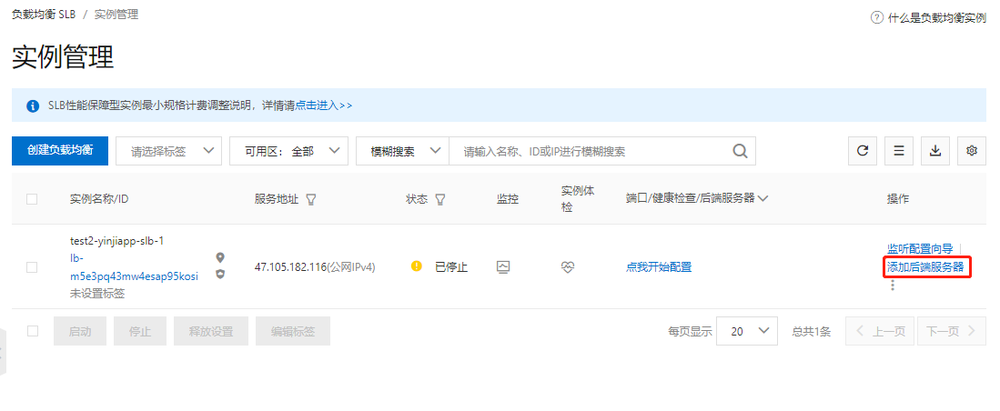 负载均衡 SLB / 实例管理
什么是负载均衡实例
实例管理
SLB性能保障型实例最小规格计费调整说明，详情请点击进入>>
创建负载均衡 请选择标签 可用区： 全部 模糊搜索 请输入名称、ID或IP进行模糊搜索
实例名称/ID 服务地址 状态 监控 实例体检 端口/健康检查/后端服务器 操作
test2-yinjiapp-slb-1
lb-
m5e3pq43mw4esap95kosi
未设置标签
47.105.182.116(公网IPv4)
已停止
点我开始配置
监听配置向导
添加后端服务器
启动 停止 释放设置 编辑标签 每页显示 20 总共1条 上一页 下一页